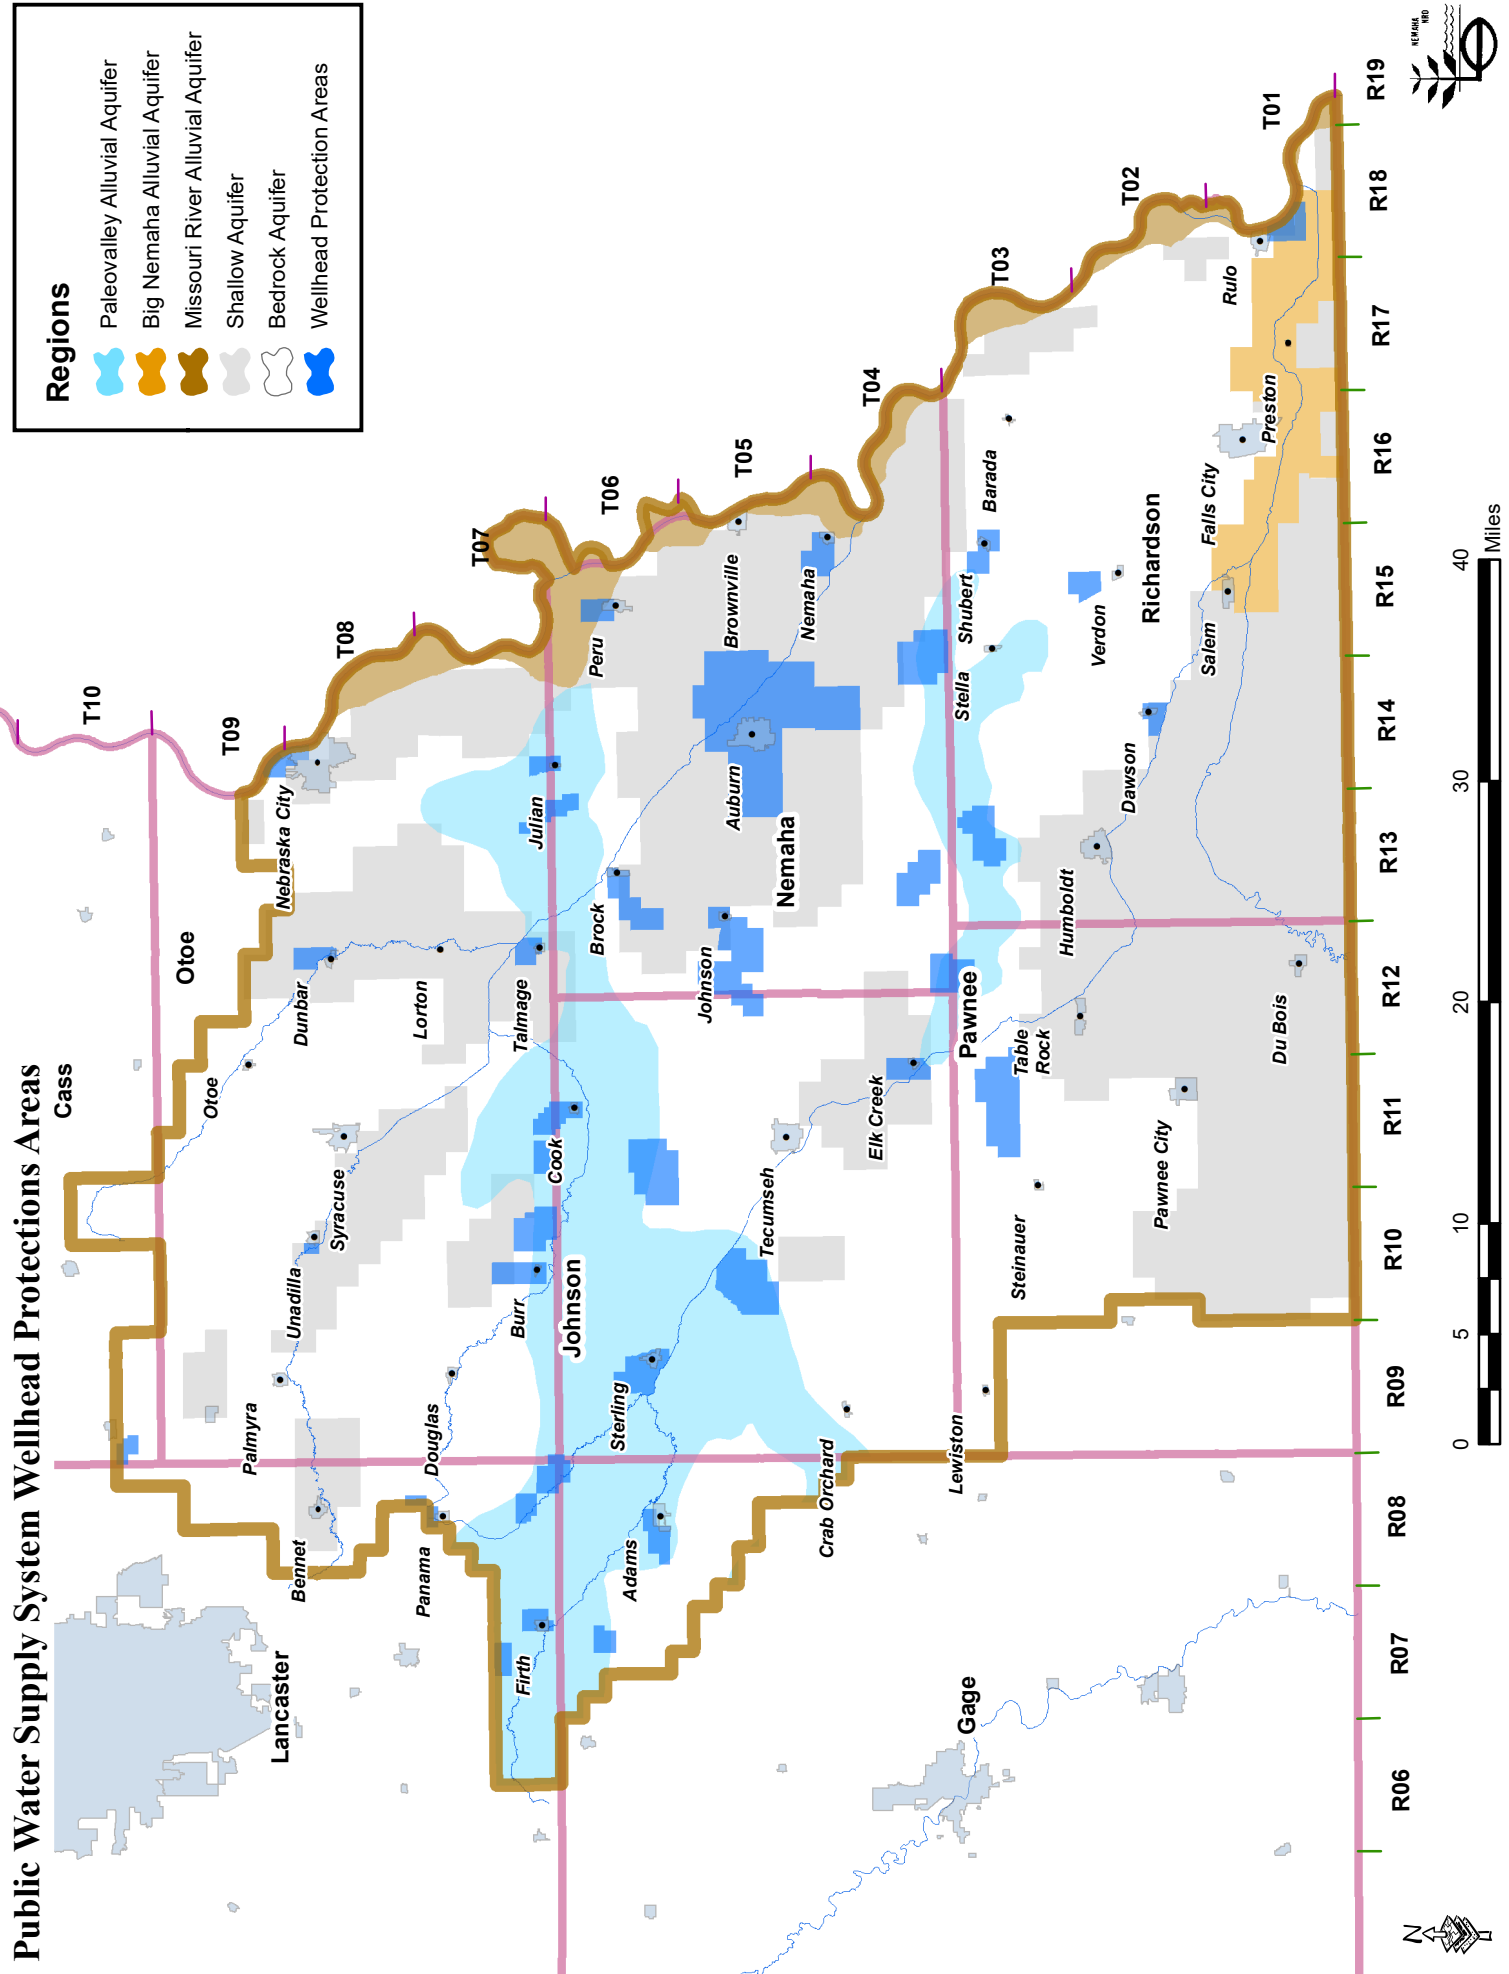 Public Water Supply System Wellhead Protections Areas
Regions
Paleovalley Alluvial Aquifer
Big Nemaha Alluvial Aquifer
Missouri River Alluvial Aquifer
Shallow Aquifer
Bedrock Aquifer
Wellhead Protection Areas
Cass
T10
Otoe
T09
Lancaster
Bennet
Palmyra
Unadilla
Syracuse
Otoe
Dunbar
Nebraska City
T08
Panama
Douglas
Lorton
T07
Firth
Burr
Cook
Talmage
Julian
Johnson
T06
Adams
Sterling
Brock
Peru
Tecumseh
Johnson
Auburn
Brownville
T05
Nemaha
Nemaha
Crab Orchard
Elk Creek
T04
Gage
Lewiston
Pawnee
Stella
Shubert
Barada
T03
Steinauer
Table
Rock
Humboldt
Dawson
Verdon
Richardson
T02
Pawnee City
Salem
Falls City
Rulo
Du Bois
Preston
T01
R06
R07
R08
R09
R10
R11
R12
R13
R14
R15
R16
R17
R18
R19
N
0
5
10
20
30
40
Miles
NEMAHA
NRD